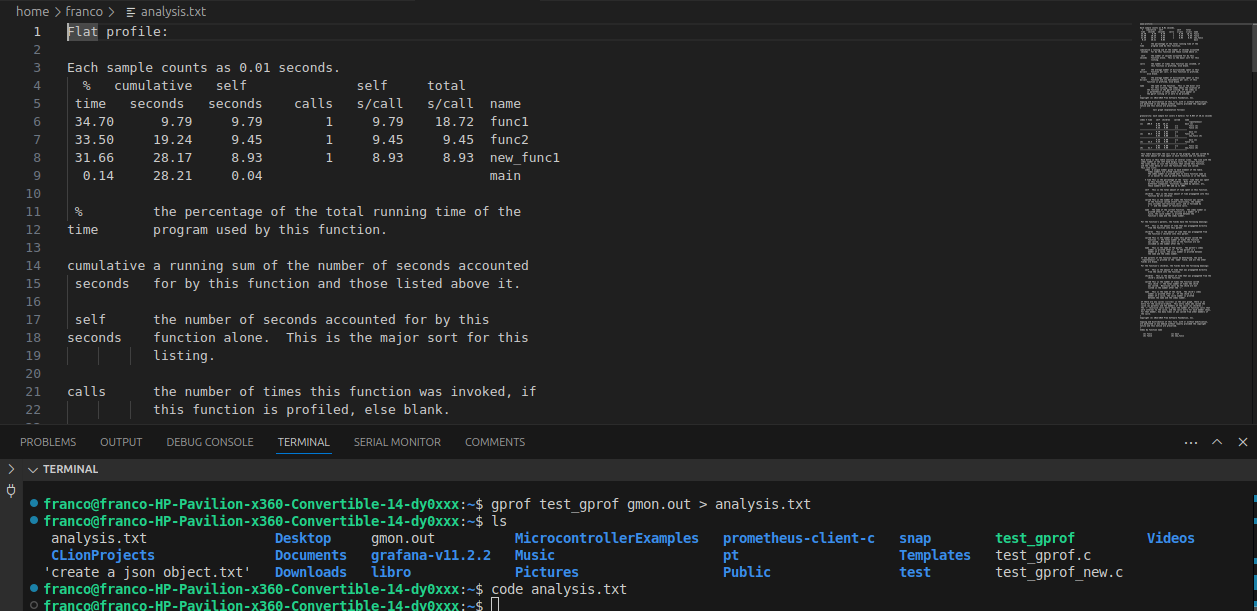 home > franco > analysis.txt
1 Flat profile:
2
3 Each sample counts as 0.01 seconds.
4   %   cumulative   self              self     total
5  time   seconds   seconds    calls   s/call   s/call  name
6  34.70      9.79     9.79        1     9.79    18.72  func1
7  33.50     19.24     9.45        1     9.45     9.45  func2
8  31.66     28.17     8.93        1     8.93     8.93  new_func1
9   0.14     28.21     0.04                             main
10
11  %         the percentage of the total running time of the
12 time       program used by this function.
13
14 cumulative a running sum of the number of seconds accounted
15  seconds   for by this function and those listed above it.
16
17  self      the number of seconds accounted for by this
18 seconds    function alone.  This is the major sort for this
19            listing.
20
21 calls      the number of times this function was invoked, if
22            this function is profiled, else blank.
PROBLEMS OUTPUT DEBUG CONSOLE TERMINAL SERIAL MONITOR COMMENTS
TERMINAL
franco@franco-HP-Pavilion-x360-Convertible-14-dy0xxx:~$ gprof test_gprof gmon.out > analysis.txt
franco@franco-HP-Pavilion-x360-Convertible-14-dy0xxx:~$ ls
analysis.txt Desktop gmon.out MicrocontrollerExamples prometheus-client-c snap test_gprof Videos
CLionProjects Documents grafana-v11.2.2 Music pt Templates test_gprof.c
'create a json object.txt' Downloads libro Pictures Public test test_gprof_new.c
franco@franco-HP-Pavilion-x360-Convertible-14-dy0xxx:~$ code analysis.txt
franco@franco-HP-Pavilion-x360-Convertible-14-dy0xxx:~$